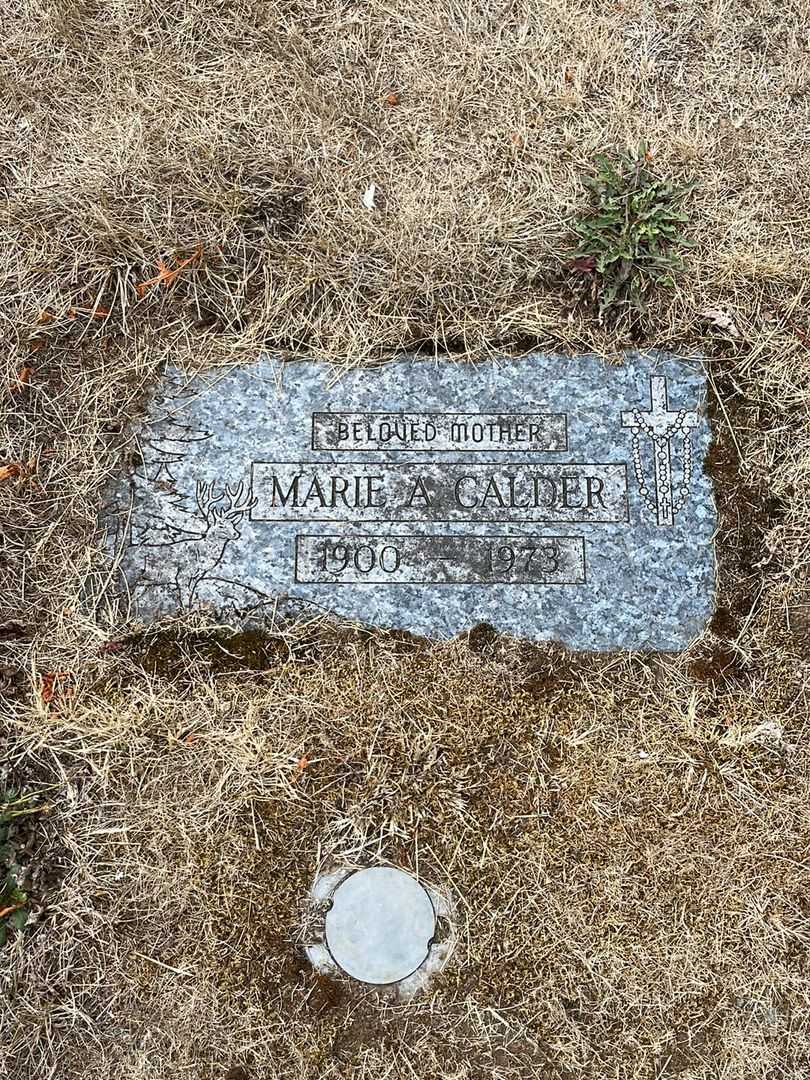 BELOVED MOTHER
MARIE A CALDER
1900 – 1973